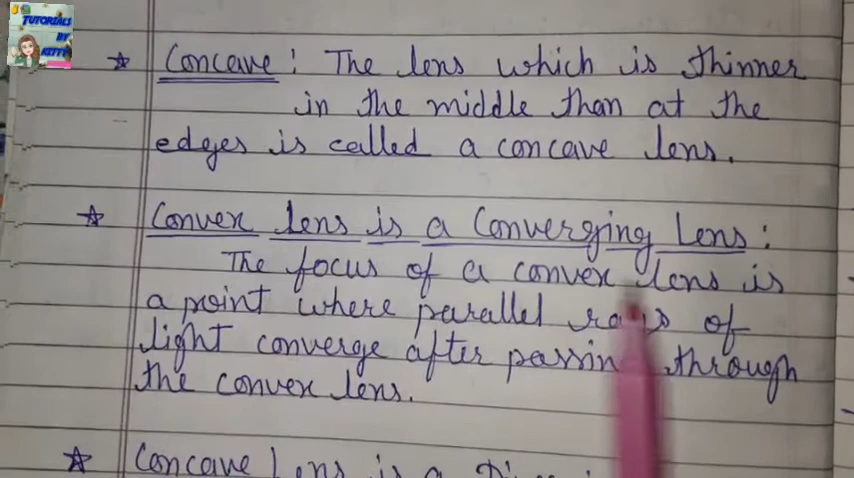 TUTORIALS
BY
KITTY
☆ Concave : The lens which is thinner
in the middle than at the
edges is called a concave lens.
☆ Convex lens is a Converging Lens :
The focus of a convex lens is
a point where parallel rays of
light converge after passing through
the convex lens.
☆ Concave Lens is a